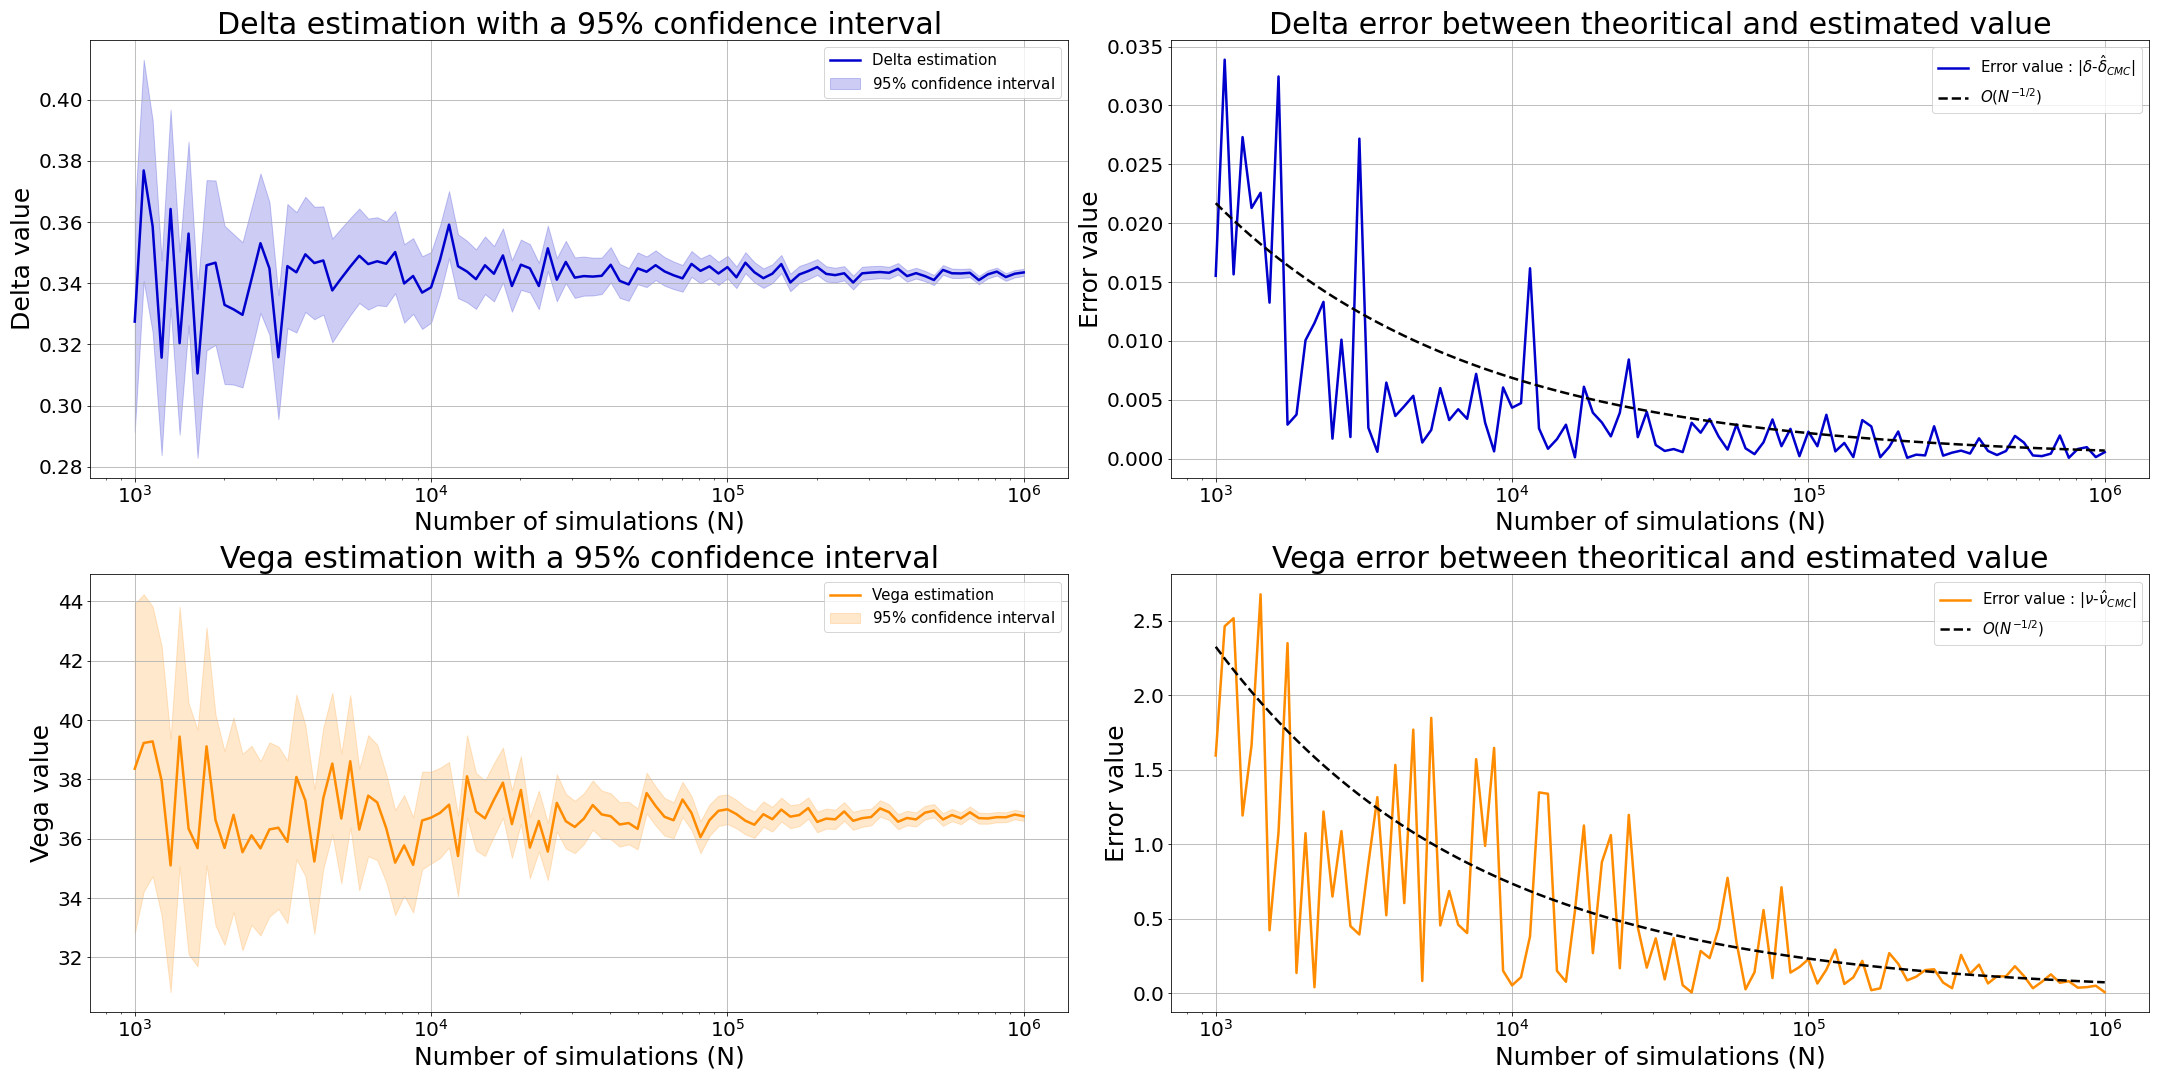 Delta estimation with a 95% confidence interval
Delta estimation
95% confidence interval
Delta value
0.40
0.38
0.36
0.34
0.32
0.30
0.28
10³
10⁴
10⁵
10⁶
Number of simulations (N)
Delta error between theoritical and estimated value
Error value : |δ-δ̂_CMC|
O(N⁻¹/²)
Error value
0.035
0.030
0.025
0.020
0.015
0.010
0.005
0.000
10³
10⁴
10⁵
10⁶
Number of simulations (N)
Vega estimation with a 95% confidence interval
Vega estimation
95% confidence interval
Vega value
44
42
40
38
36
34
32
10³
10⁴
10⁵
10⁶
Number of simulations (N)
Vega error between theoritical and estimated value
Error value : |ν-ν̂_CMC|
O(N⁻¹/²)
Error value
2.5
2.0
1.5
1.0
0.5
0.0
10³
10⁴
10⁵
10⁶
Number of simulations (N)